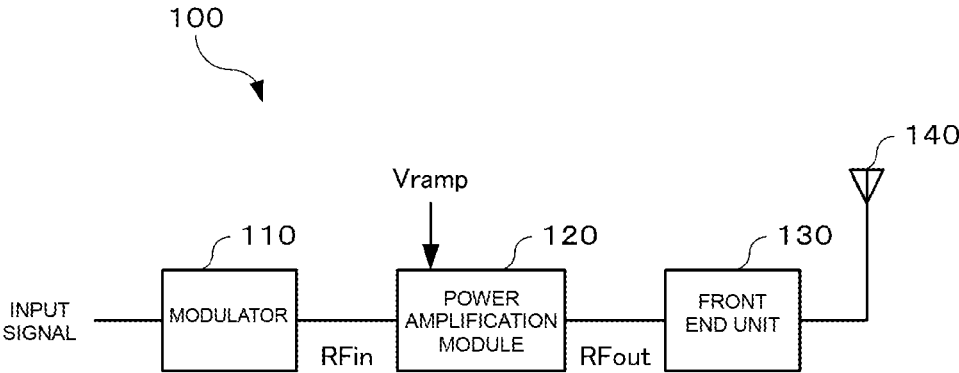 100
140
Vramp
110
120
130
INPUT
SIGNAL
MODULATOR
POWER
AMPLIFICATION
MODULE
FRONT
END UNIT
RFin
RFout